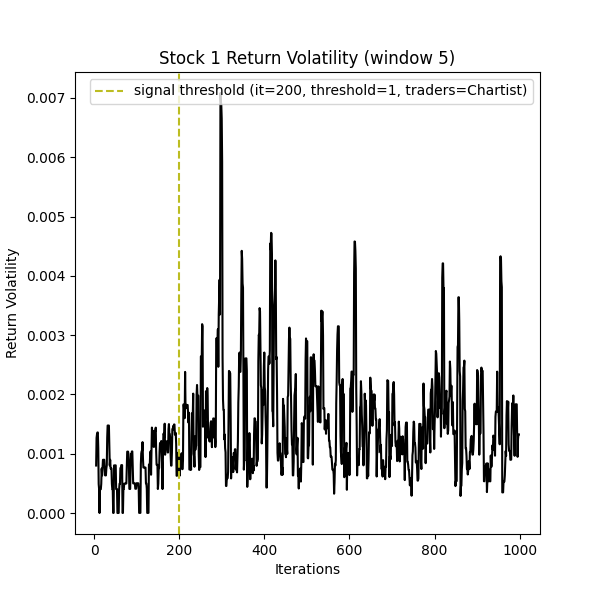 Stock 1 Return Volatility (window 5)
signal threshold (it=200, threshold=1, traders=Chartist)
0.007
0.006
0.005
0.004
0.003
0.002
0.001
0.000
Return Volatility
0 200 400 600 800 1000
Iterations